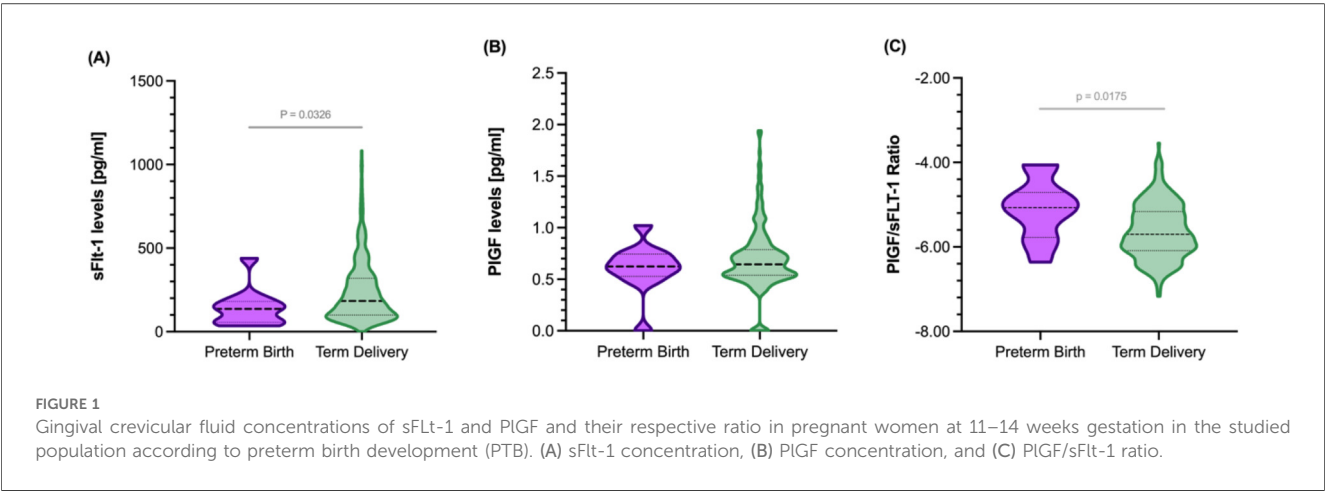 (A)
1500
1000
500
0
sFlt-1 levels [pg/ml]
P = 0.0326
Preterm Birth
Term Delivery
(B)
2.5
2.0
1.5
1.0
0.5
0.0
PlGF levels [pg/ml]
Preterm Birth
Term Delivery
(C)
-2.00
-4.00
-6.00
-8.00
PlGF/sFLT-1 Ratio
p = 0.0175
Preterm Birth
Term Delivery
FIGURE 1
Gingival crevicular fluid concentrations of sFLt-1 and PlGF and their respective ratio in pregnant women at 11–14 weeks gestation in the studied
population according to preterm birth development (PTB). (A) sFlt-1 concentration, (B) PlGF concentration, and (C) PlGF/sFlt-1 ratio.